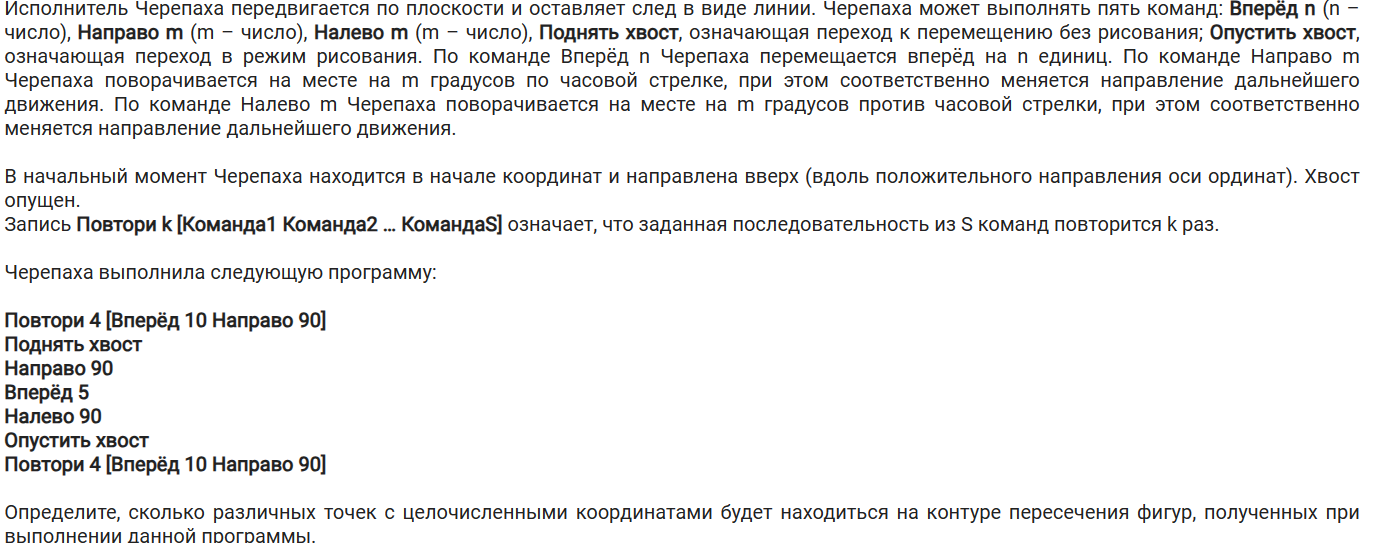 Исполнитель Черепаха передвигается по плоскости и оставляет след в виде линии. Черепаха может выполнять пять команд: Вперёд n (n –
число), Направо m (m – число), Налево m (m – число), Поднять хвост, означающая переход к перемещению без рисования; Опустить хвост,
означающая переход в режим рисования. По команде Вперёд n Черепаха перемещается вперёд на n единиц. По команде Направо m
Черепаха поворачивается на месте на m градусов по часовой стрелке, при этом соответственно меняется направление дальнейшего
движения. По команде Налево m Черепаха поворачивается на месте на m градусов против часовой стрелки, при этом соответственно
меняется направление дальнейшего движения.
В начальный момент Черепаха находится в начале координат и направлена вверх (вдоль положительного направления оси ординат). Хвост
опущен.
Запись Повтори k [Команда1 Команда2 … КомандаS] означает, что заданная последовательность из S команд повторится k раз.
Черепаха выполнила следующую программу:
Повтори 4 [Вперёд 10 Направо 90]
Поднять хвост
Направо 90
Вперёд 5
Налево 90
Опустить хвост
Повтори 4 [Вперёд 10 Направо 90]
Определите, сколько различных точек с целочисленными координатами будет находиться на контуре пересечения фигур, полученных при
выполнении данной программы.